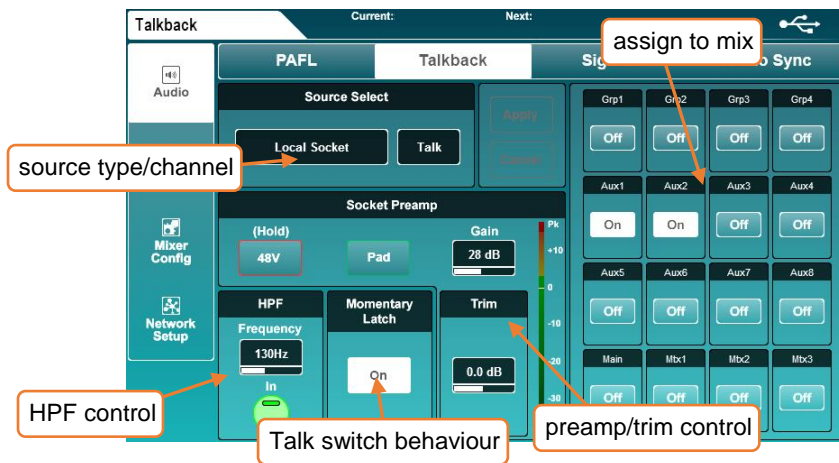 Talkback
Current:
Next:
PAFL
Talkback
Sig
Sync
assign to mix
Audio
Source Select
Apply
Local Socket
Talk
source type/channel
Socket Preamp
(Hold)
48V
Pad
Gain
28 dB
Pk
+10
0
-10
-20
-30
Mixer
Config
Network
Setup
HPF
Frequency
130Hz
In
Momentary
Latch
On
Trim
0.0 dB
HPF control
Talk switch behaviour
preamp/trim control
Grp1
Grp2
Grp3
Grp4
Off
Off
Off
Off
Aux1
Aux2
Aux3
Aux4
On
On
Off
Off
Aux5
Aux6
Aux7
Aux8
Off
Off
Off
Off
Main
Mtx1
Mtx2
Mtx3
Off
Off
Off
Off